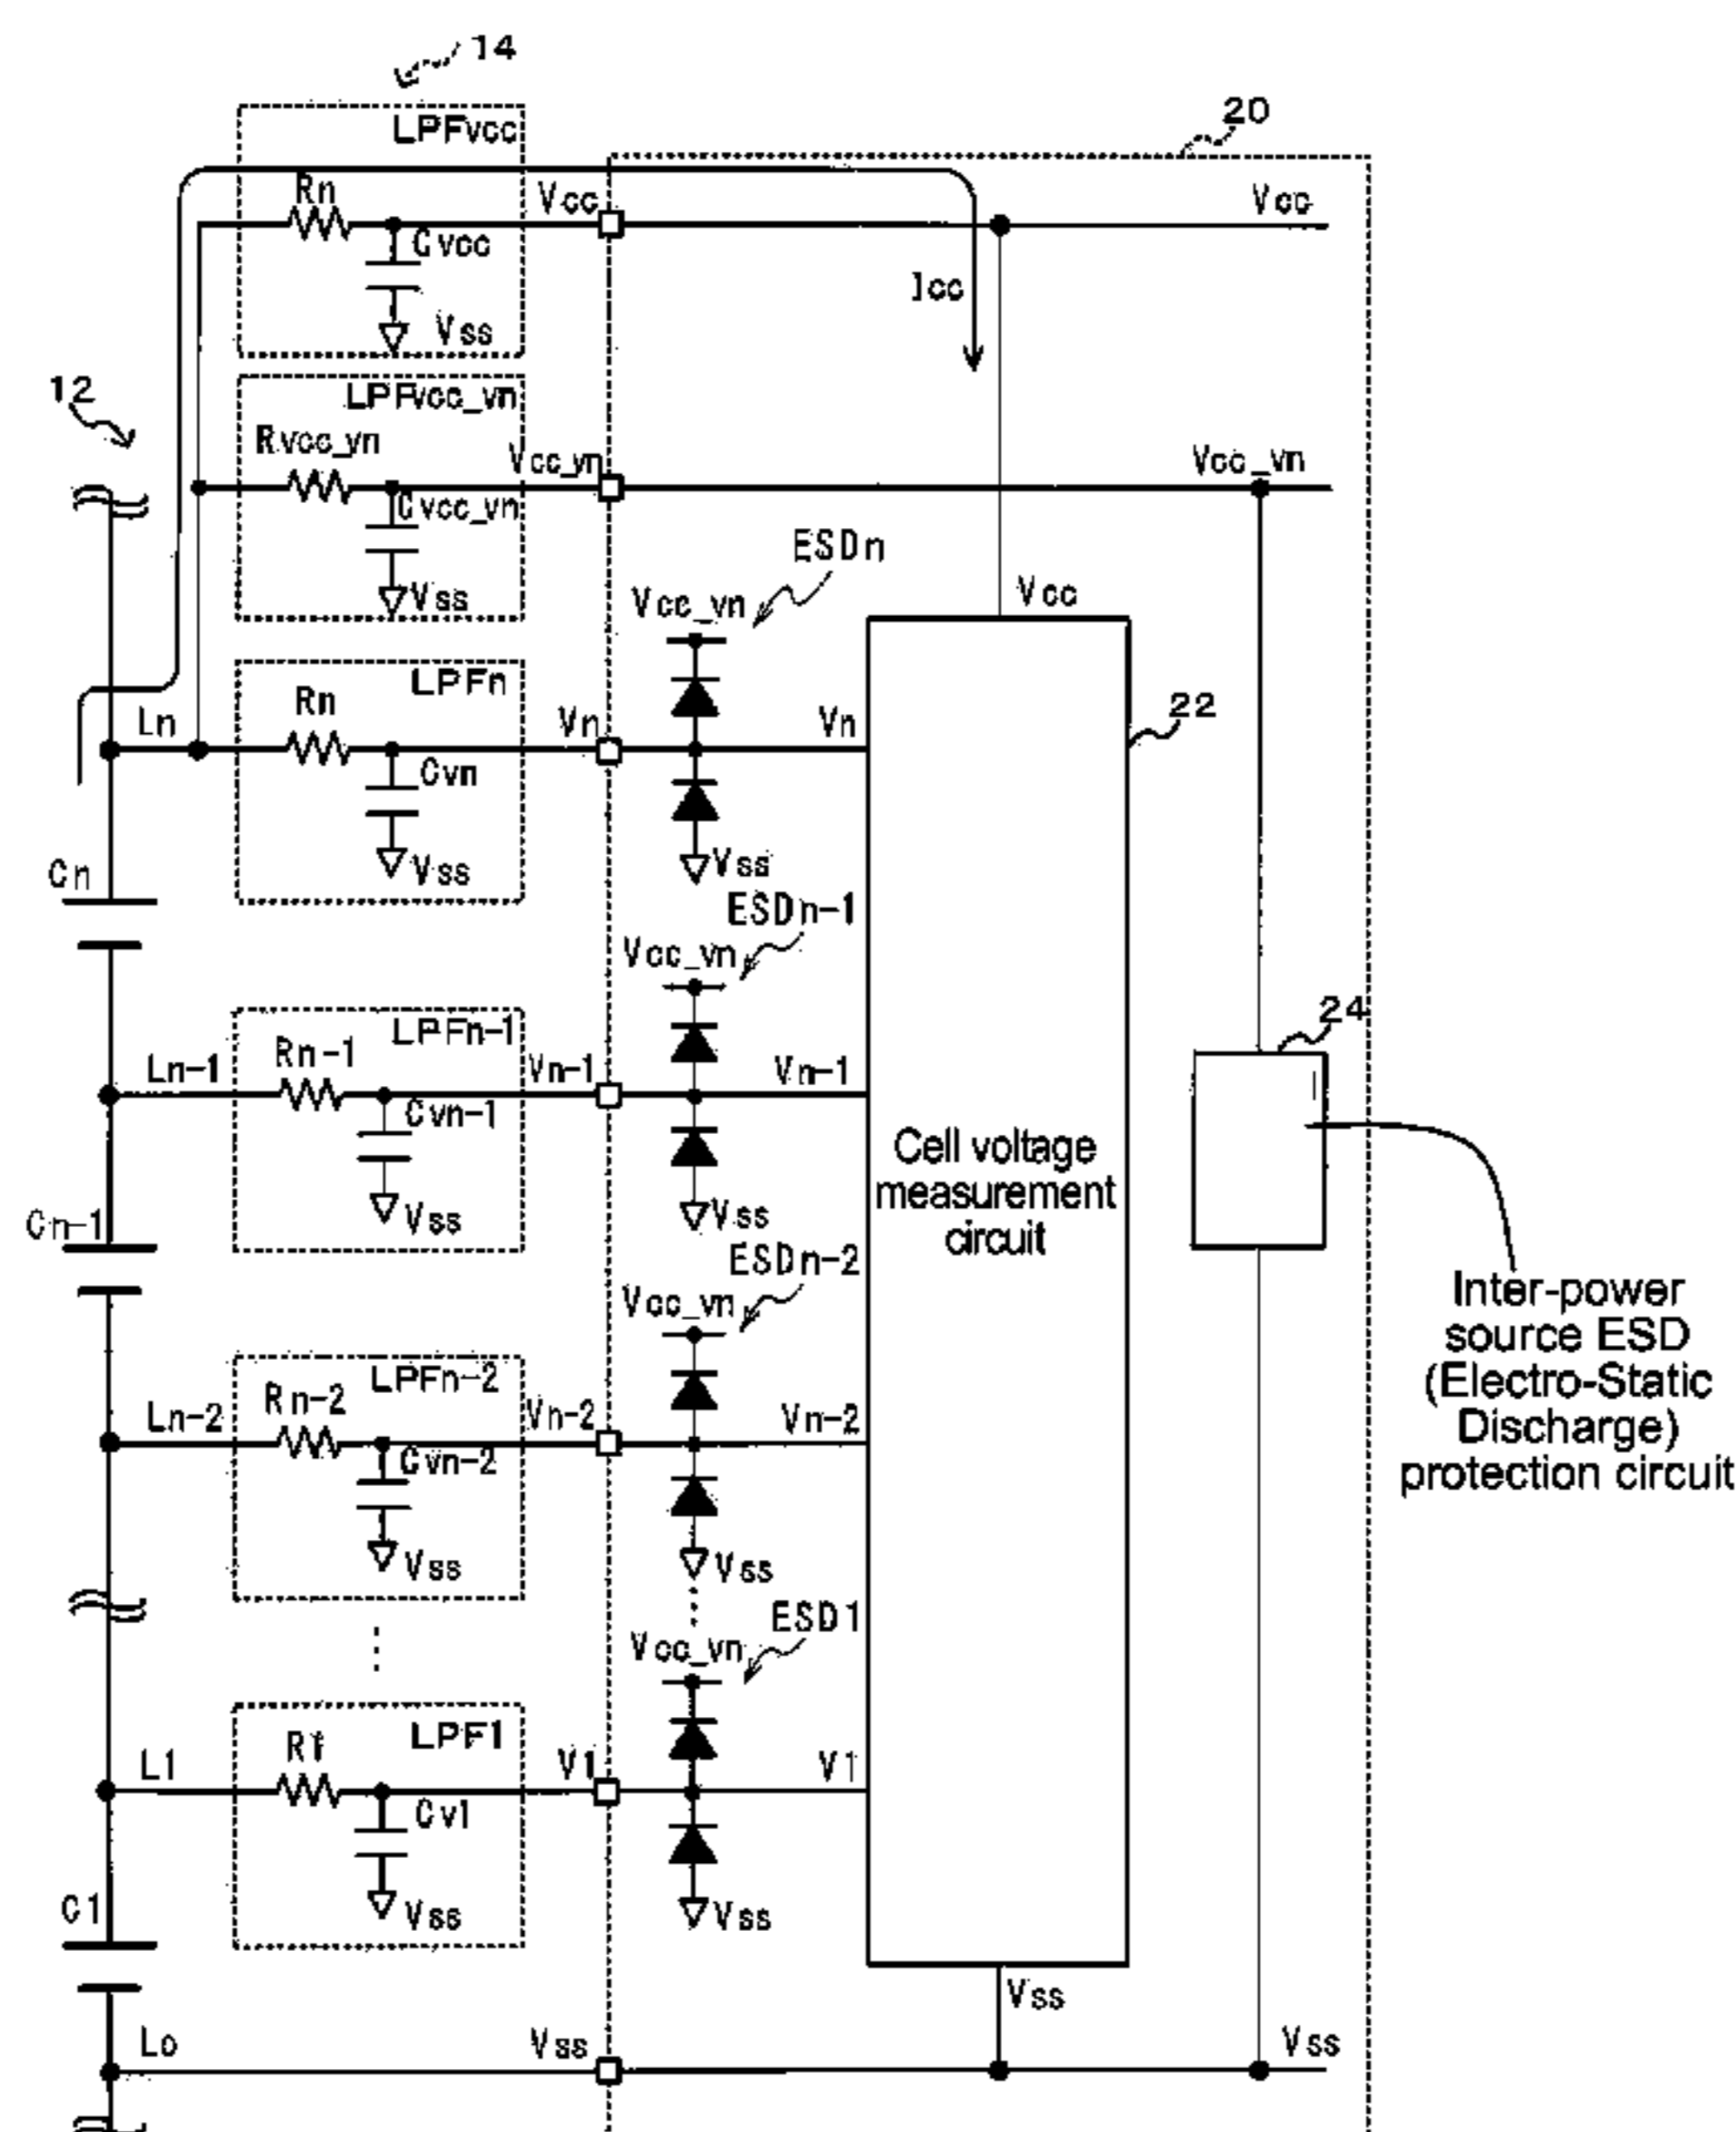 14
LPFvcc
20
Rn
Vcc
Vcc
Cvcc
Icc
Vss
12
LPFvcc_vn
Rvcc_vn
Vcc_vn
Vcc_vn
Cvcc_vn
ESDn
Vss
Vcc_vn
Vcc
LPFn
Ln
Rn
Vn
Vn
22
Cvn
Cn
Vss
Vss
ESDn-1
Vcc_vn
24
LPFn-1
Ln-1
Rn-1
Vn-1
Vn-1
Cvn-1
Cell voltage
measurement
circuit
Vss
Vss
Cn-1
ESDn-2
Vcc_vn
Inter-power
source ESD
(Electro-Static
Discharge)
protection circuit
LPFn-2
Ln-2
Rn-2
Vn-2
Vn-2
Cvn-2
Vss
Vss
ESD1
Vcc_vn
LPF1
L1
R1
V1
V1
Cv1
C1
Vss
Vss
Vss
Lo
Vss
Vss